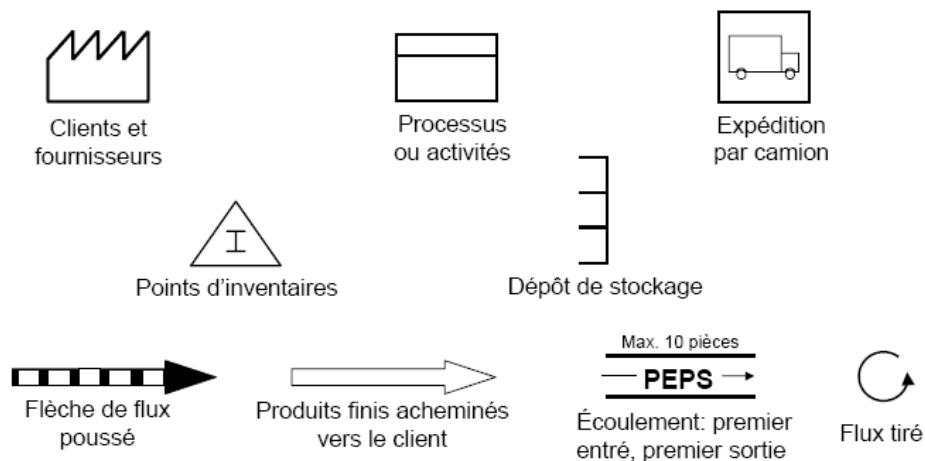 Clients et
fournisseurs
Processus
ou activités
Expédition
par camion
I
Points d'inventaires
Dépôt de stockage
Flèche de flux
poussé
Produits finis acheminés
vers le client
Max. 10 pièces
PEPS
Écoulement: premier
entré, premier sortie
Flux tiré